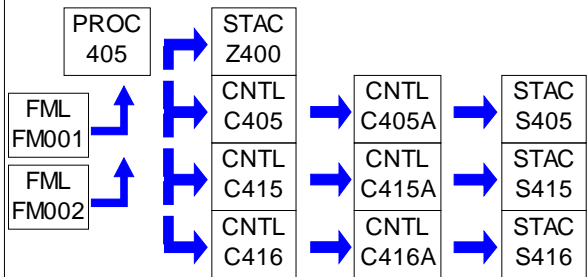 PROC
405
STAC
Z400
FML
FM001
CNTL
C405
CNTL
C405A
STAC
S405
FML
FM002
CNTL
C415
CNTL
C415A
STAC
S415
CNTL
C416
CNTL
C416A
STAC
S416